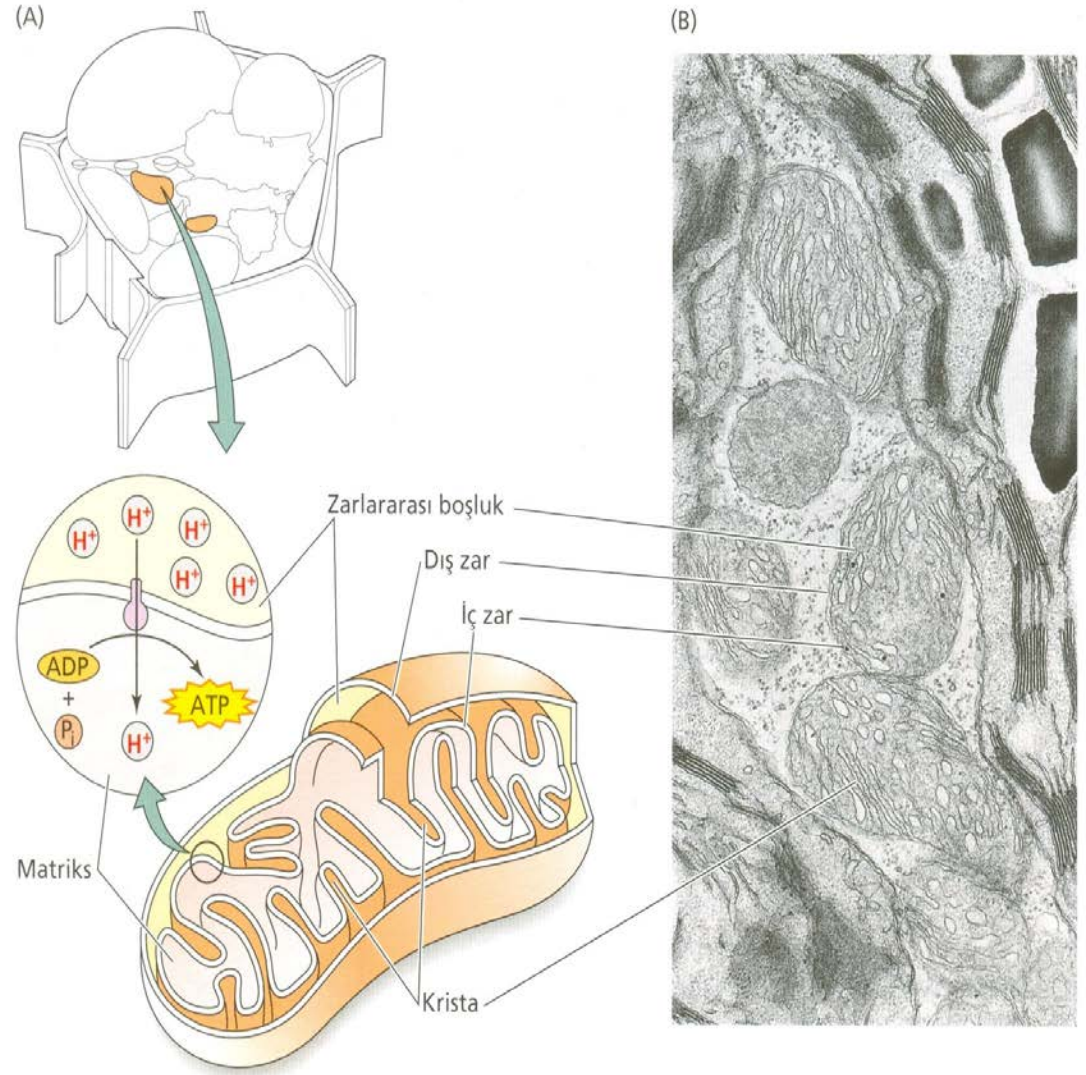 (A)
(B)
H+
H+
H+
H+
H+
ADP
+
Pi
ATP
H+
Zarlararası boşluk
Dış zar
İç zar
Matriks
Krista